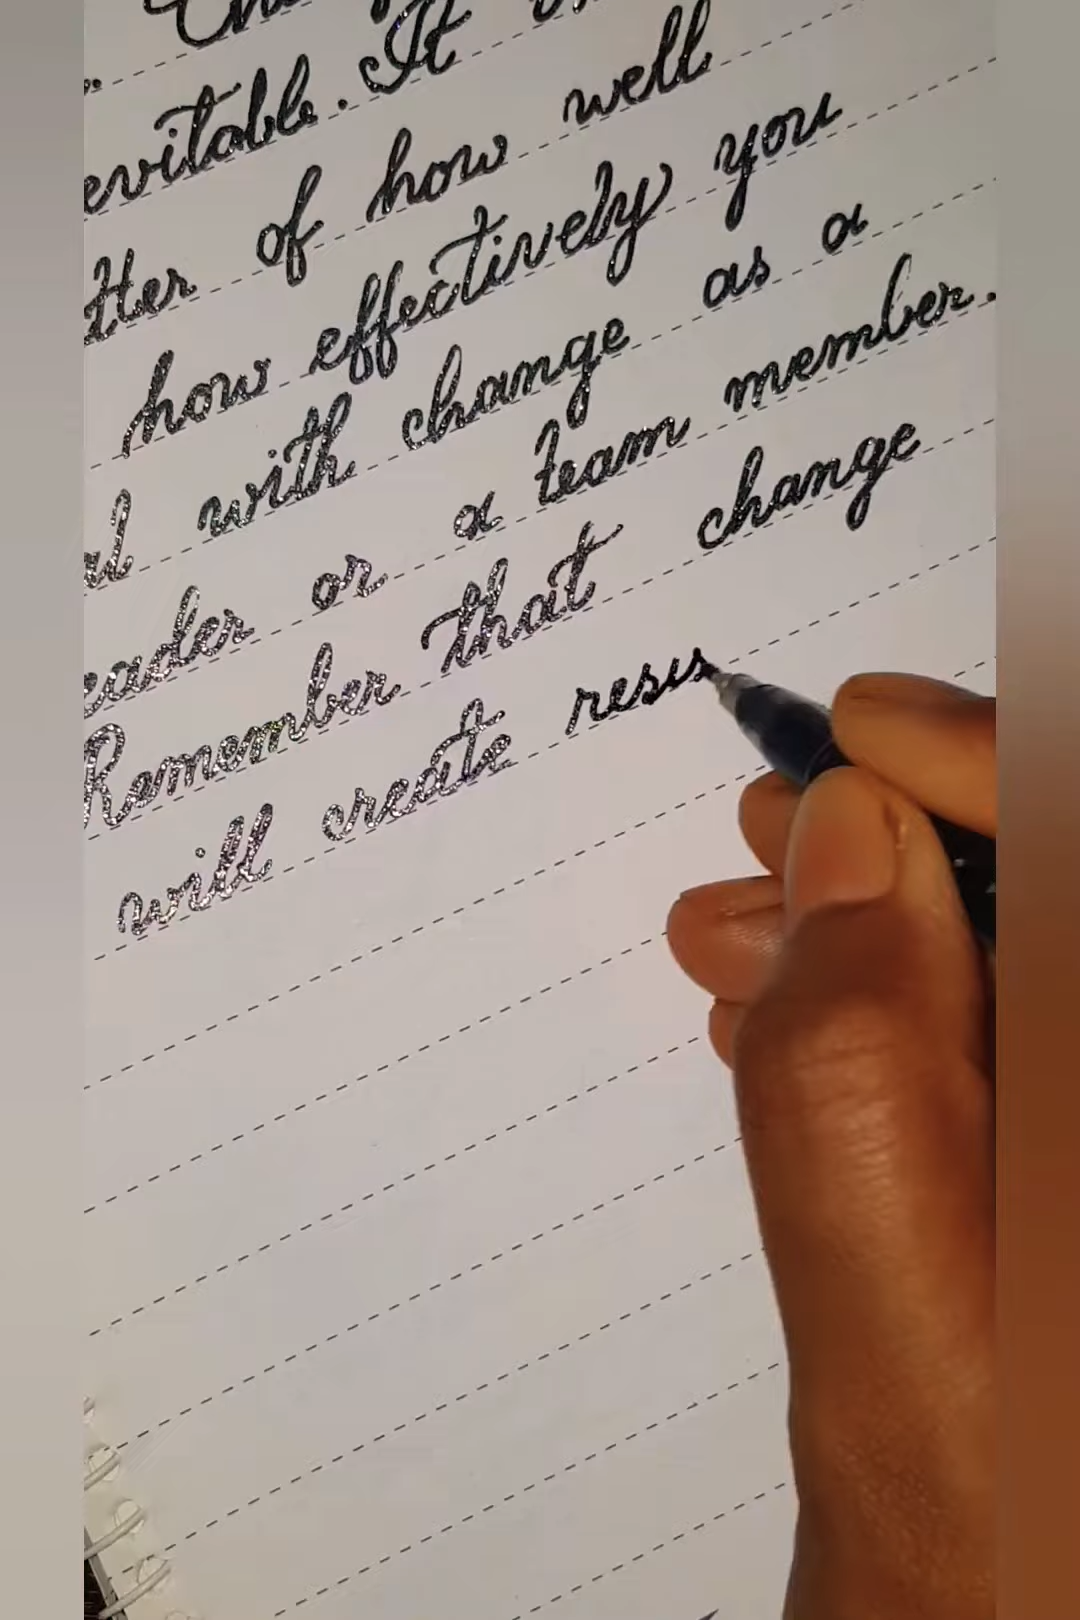 evitable. It
tter of how well
how effectively you
al with change as a
eader or a team member.
Remember that change
will create resis